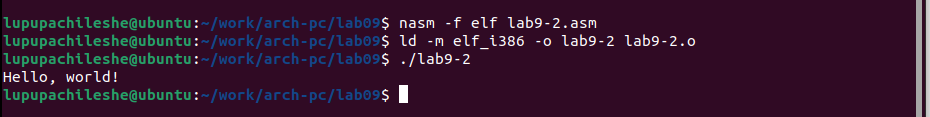 lupupachileshe@ubuntu:~/work/arch-pc/lab09$ nasm -f elf lab9-2.asm
lupupachileshe@ubuntu:~/work/arch-pc/lab09$ ld -m elf_i386 -o lab9-2 lab9-2.o
lupupachileshe@ubuntu:~/work/arch-pc/lab09$ ./lab9-2
Hello, world!
lupupachileshe@ubuntu:~/work/arch-pc/lab09$